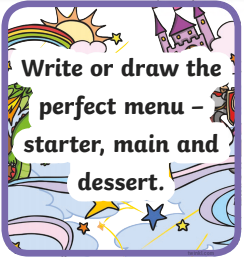 Write or draw the
perfect menu –
starter, main and
dessert.